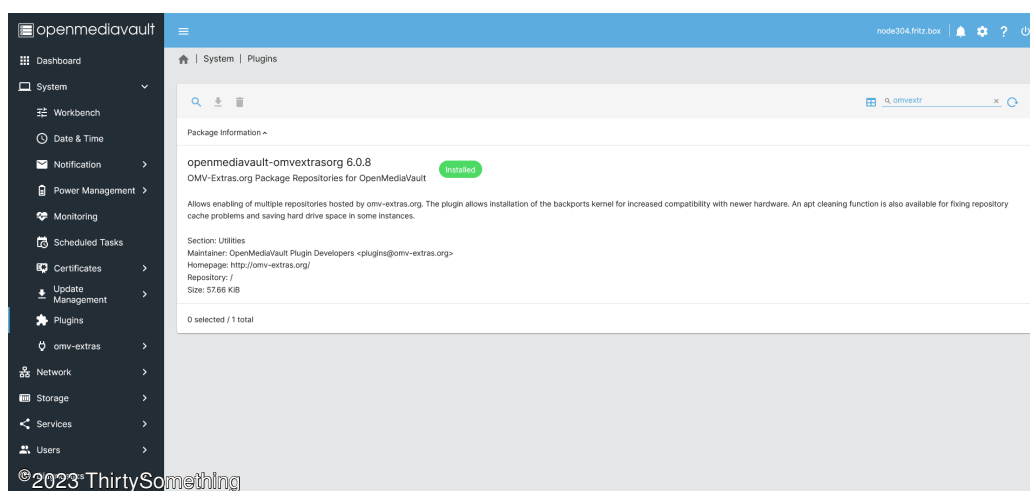 openmediavault
node304.fritz.box
Dashboard
System | Plugins
System
Workbench
Date & Time
Notification
Power Management
Monitoring
Scheduled Tasks
Certificates
Update
Management
Plugins
omv-extras
Network
Storage
Services
Users
omvextr
Package Information
openmediavault-omvextrasorg 6.0.8
Installed
OMV-Extras.org Package Repositories for OpenMediaVault
Allows enabling of multiple repositories hosted by omv-extras.org. The plugin allows installation of the backports kernel for increased compatibility with newer hardware. An apt cleaning function is also available for fixing repository
cache problems and saving hard drive space in some instances.
Section: Utilities
Maintainer: OpenMediaVault Plugin Developers <plugins@omv-extras.org>
Homepage: http://omv-extras.org/
Repository: /
Size: 57.66 KiB
0 selected / 1 total
©2023 ThirtySomething